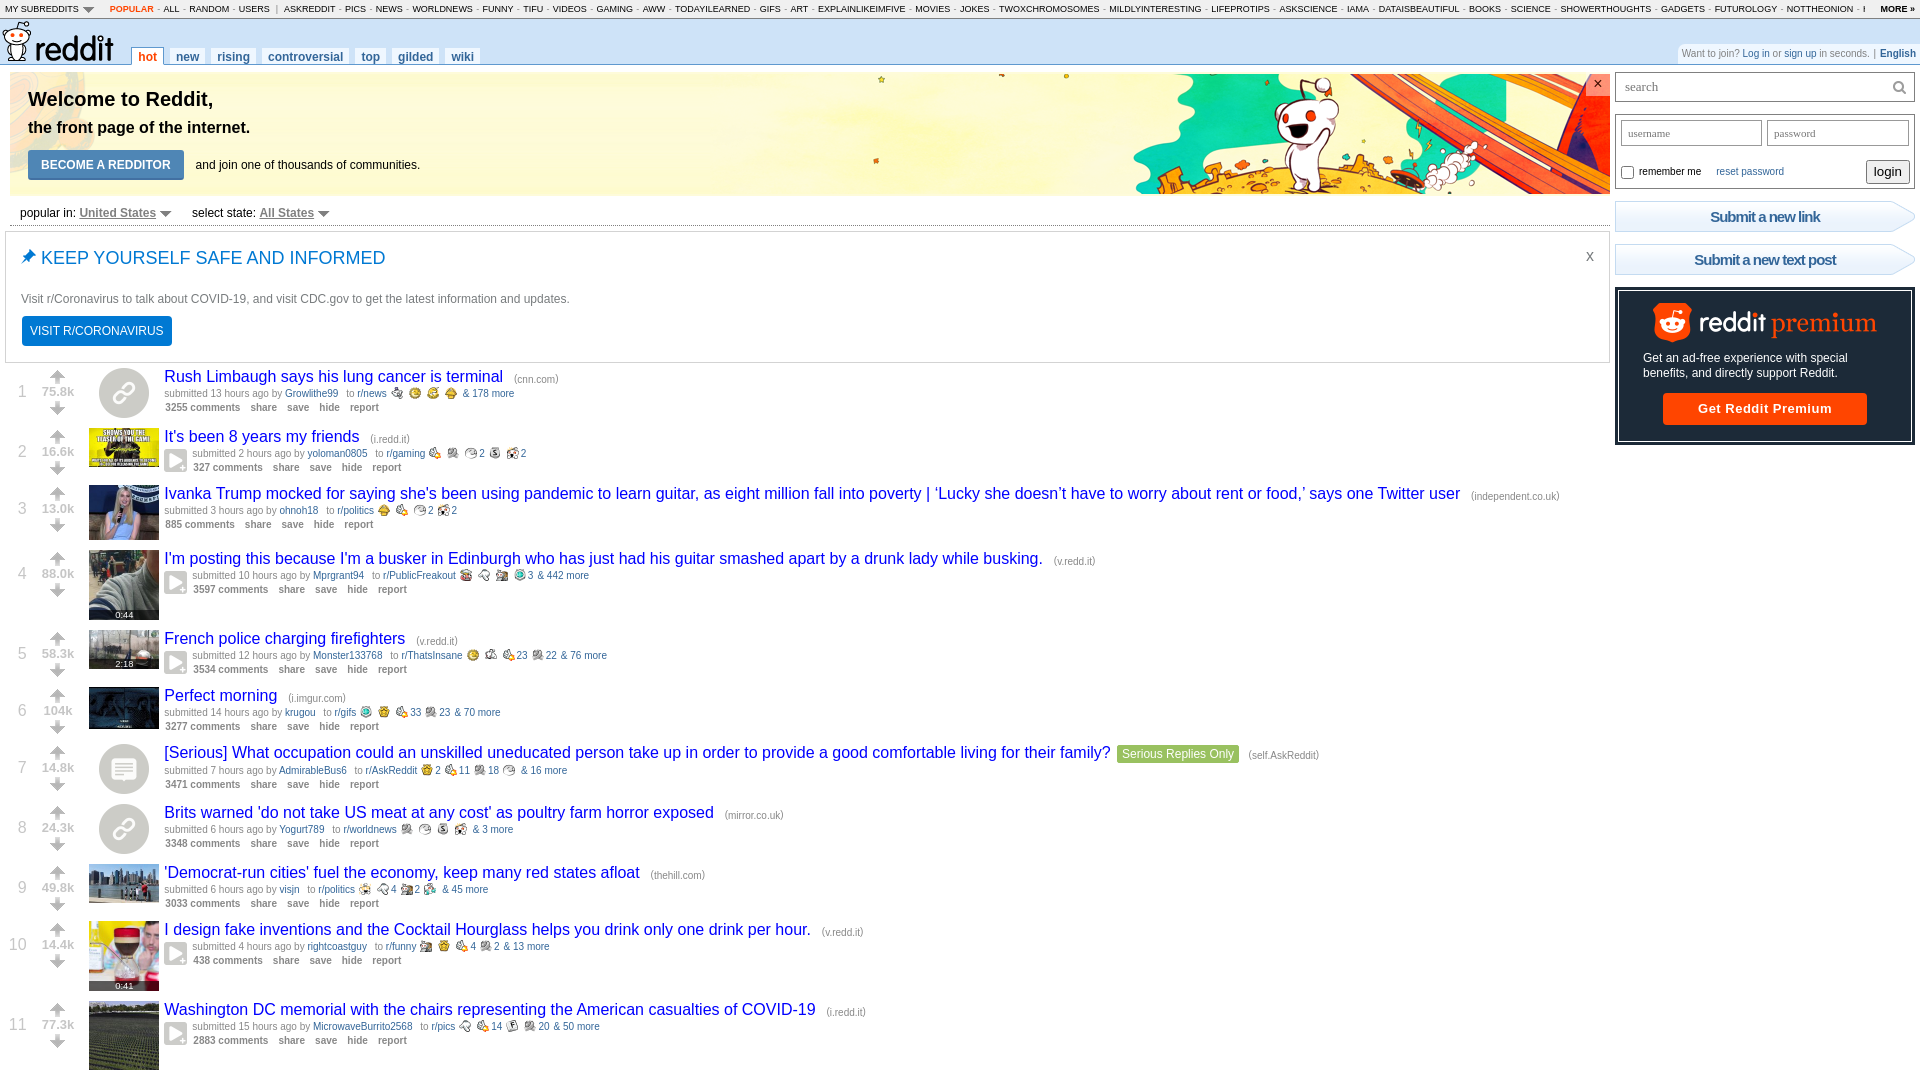 MY SUBREDDITS POPULAR - ALL - RANDOM - USERS | ASKREDDIT - PICS - NEWS - WORLDNEWS - FUNNY - TIFU - VIDEOS - GAMING - AWW - TODAYILEARNED - GIFS - ART - EXPLAINLIKEIMFIVE - MOVIES - JOKES - TWOXCHROMOSOMES - MILDLYINTERESTING - LIFEPROTIPS - ASKSCIENCE - IAMA - DATAISBEAUTIFUL - BOOKS - SCIENCE - SHOWERTHOUGHTS - GADGETS - FUTUROLOGY - NOTTHEONION - MORE »
reddit hot new rising controversial top gilded wiki
Want to join? Log in or sign up in seconds. | English
Welcome to Reddit,
the front page of the internet.
BECOME A REDDITOR and join one of thousands of communities.
×
search
username password
remember me reset password login
Submit a new link
Submit a new text post
reddit premium
Get an ad-free experience with special
benefits, and directly support Reddit.
Get Reddit Premium
popular in: United States select state: All States
KEEP YOURSELF SAFE AND INFORMED x
Visit r/Coronavirus to talk about COVID-19, and visit CDC.gov to get the latest information and updates.
VISIT R/CORONAVIRUS
1 75.8k
Rush Limbaugh says his lung cancer is terminal (cnn.com)
submitted 13 hours ago by Growlithe99 to r/news & 178 more
3255 comments share save hide report
2 16.6k
SHOWS YOU THE
TEASER OF THE GAME
It's been 8 years my friends (i.redd.it)
submitted 2 hours ago by yoloman0805 to r/gaming 2 2
327 comments share save hide report
3 13.0k
Ivanka Trump mocked for saying she's been using pandemic to learn guitar, as eight million fall into poverty | ‘Lucky she doesn’t have to worry about rent or food,’ says one Twitter user (independent.co.uk)
submitted 3 hours ago by ohnoh18 to r/politics 2 2
885 comments share save hide report
4 88.0k
0:44
I'm posting this because I'm a busker in Edinburgh who has just had his guitar smashed apart by a drunk lady while busking. (v.redd.it)
submitted 10 hours ago by Mprgrant94 to r/PublicFreakout 3 & 442 more
3597 comments share save hide report
5 58.3k
2:18
French police charging firefighters (v.redd.it)
submitted 12 hours ago by Monster133768 to r/ThatsInsane 23 22 & 76 more
3534 comments share save hide report
6 104k
Perfect morning (i.imgur.com)
submitted 14 hours ago by krugou to r/gifs 33 23 & 70 more
3277 comments share save hide report
7 14.8k
[Serious] What occupation could an unskilled uneducated person take up in order to provide a good comfortable living for their family? Serious Replies Only (self.AskReddit)
submitted 7 hours ago by AdmirableBus6 to r/AskReddit 2 11 18 & 16 more
3471 comments share save hide report
8 24.3k
Brits warned 'do not take US meat at any cost' as poultry farm horror exposed (mirror.co.uk)
submitted 6 hours ago by Yogurt789 to r/worldnews & 3 more
3348 comments share save hide report
9 49.8k
'Democrat-run cities' fuel the economy, keep many red states afloat (thehill.com)
submitted 6 hours ago by visjn to r/politics 4 2 & 45 more
3033 comments share save hide report
10 14.4k
0:41
I design fake inventions and the Cocktail Hourglass helps you drink only one drink per hour. (v.redd.it)
submitted 4 hours ago by rightcoastguy to r/funny 4 2 & 13 more
438 comments share save hide report
11 77.3k
Washington DC memorial with the chairs representing the American casualties of COVID-19 (i.redd.it)
submitted 15 hours ago by MicrowaveBurrito2568 to r/pics 14 20 & 50 more
2883 comments share save hide report